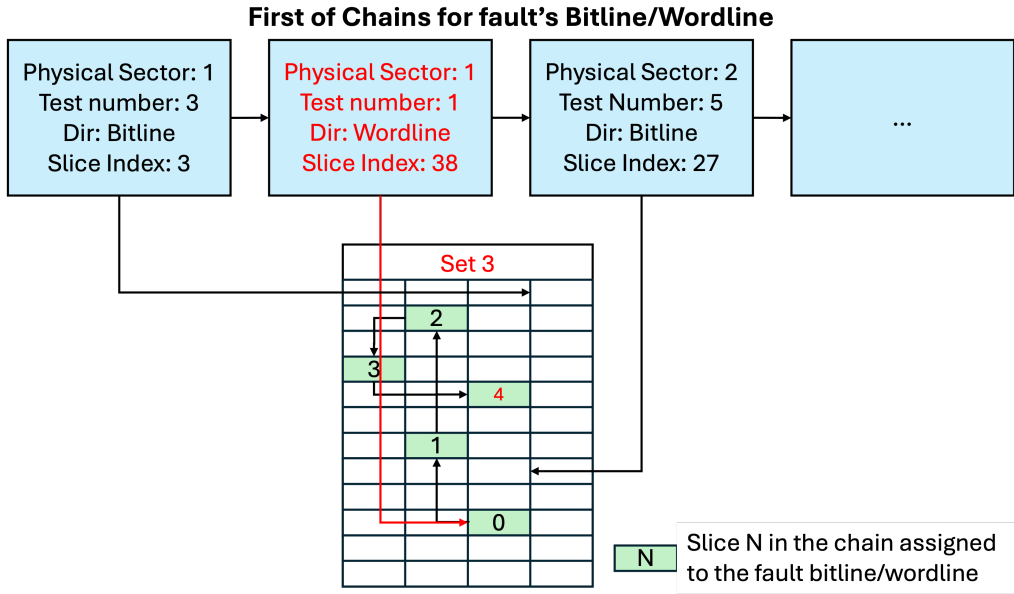 First of Chains for fault’s Bitline/Wordline
Physical Sector: 1
Test number: 3
Dir: Bitline
Slice Index: 3
Physical Sector: 1
Test number: 1
Dir: Wordline
Slice Index: 38
Physical Sector: 2
Test Number: 5
Dir: Bitline
Slice Index: 27
...
Set 3
2
3
4
1
0
N
Slice N in the chain assigned
to the fault bitline/wordline